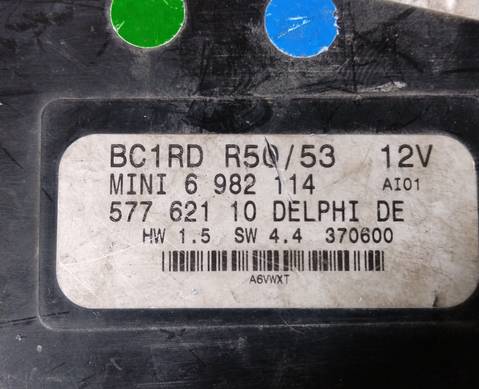 BC1RD R50/53 12V
MINI 6 982 114 AI01
577 621 10 DELPHI DE
HW 1.5 SW 4.4 370600
A6VWXT